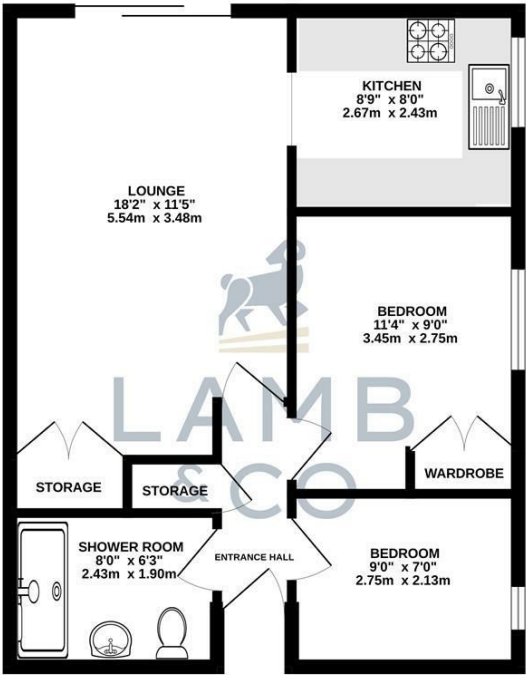 KITCHEN
8'9" x 8'0"
2.67m x 2.43m
LOUNGE
18'2" x 11'5"
5.54m x 3.48m
BEDROOM
11'4" x 9'0"
3.45m x 2.75m
LAMB
& CO
WARDROBE
STORAGE
STORAGE
SHOWER ROOM
8'0" x 6'3"
2.43m x 1.90m
ENTRANCE HALL
BEDROOM
9'0" x 7'0"
2.75m x 2.13m